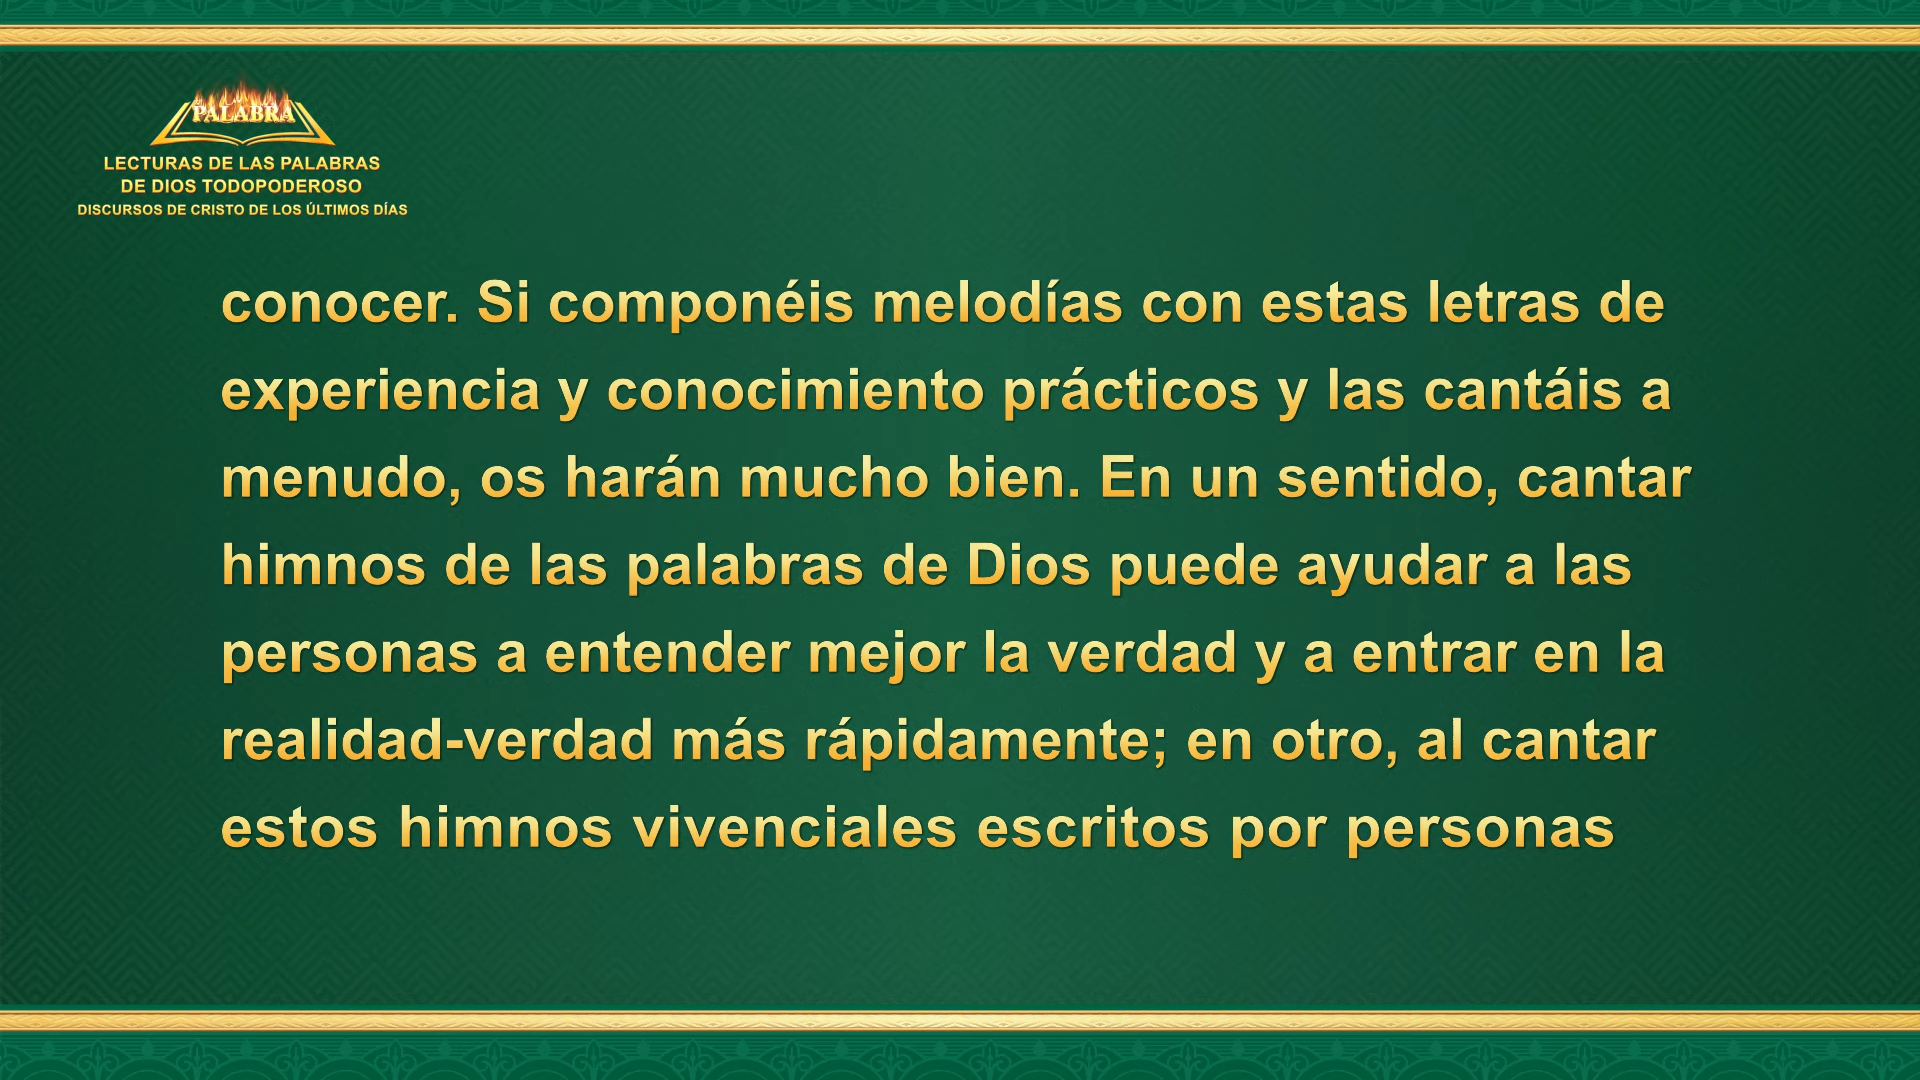 PALABRA
LECTURAS DE LAS PALABRAS
DE DIOS TODOPODEROSO
DISCURSOS DE CRISTO DE LOS ÚLTIMOS DÍAS
conocer. Si componéis melodías con estas letras de
experiencia y conocimiento prácticos y las cantáis a
menudo, os harán mucho bien. En un sentido, cantar
himnos de las palabras de Dios puede ayudar a las
personas a entender mejor la verdad y a entrar en la
realidad-verdad más rápidamente; en otro, al cantar
estos himnos vivenciales escritos por personas